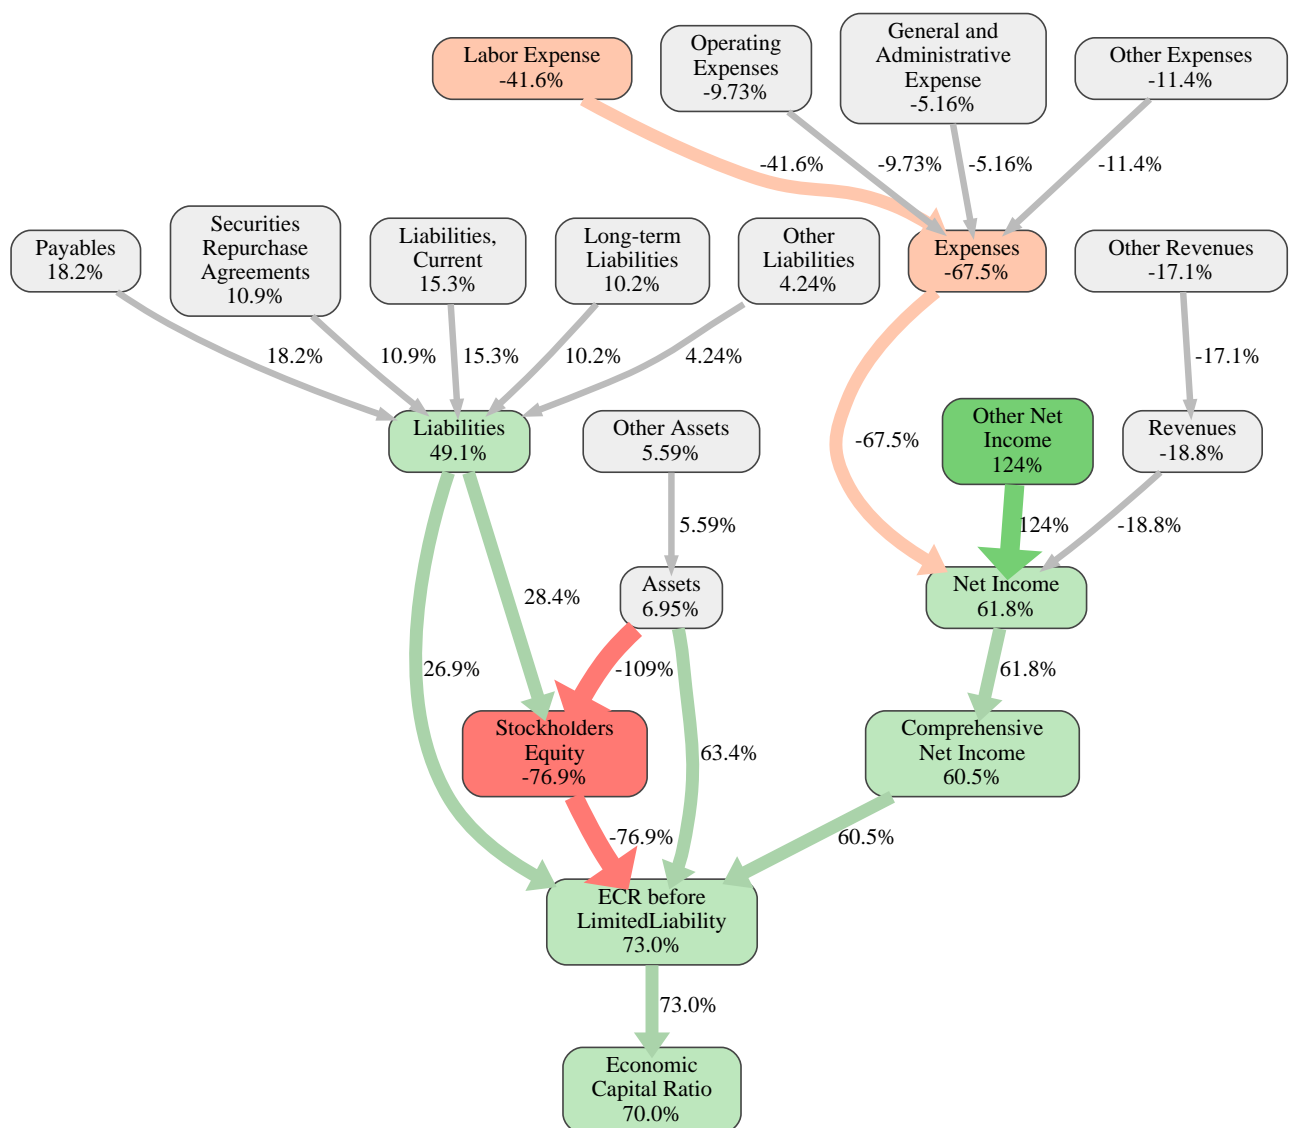 Labor Expense
-41.6%
Operating
Expenses
-9.73%
General and
Administrative
Expense
-5.16%
Other Expenses
-11.4%
-41.6%
-9.73%
-5.16%
-11.4%
Payables
18.2%
Securities
Repurchase
Agreements
10.9%
Liabilities,
Current
15.3%
Long-term
Liabilities
10.2%
Other
Liabilities
4.24%
Expenses
-67.5%
Other Revenues
-17.1%
18.2%
10.9%
15.3%
10.2%
4.24%
-17.1%
Liabilities
49.1%
Other Assets
5.59%
-67.5%
Other Net
Income
124%
Revenues
-18.8%
5.59%
124%
-18.8%
28.4%
Assets
6.95%
Net Income
61.8%
26.9%
-109%
61.8%
Stockholders
Equity
-76.9%
63.4%
Comprehensive
Net Income
60.5%
-76.9%
60.5%
ECR before
LimitedLiability
73.0%
73.0%
Economic
Capital Ratio
70.0%